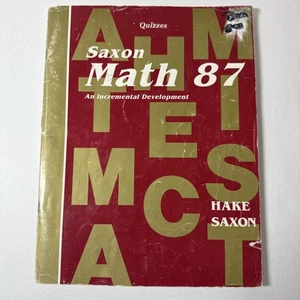 Quizzes
Saxon
Math 87
An Incremental Development
A H M
T E I
M C S
A T
HAKE
SAXON